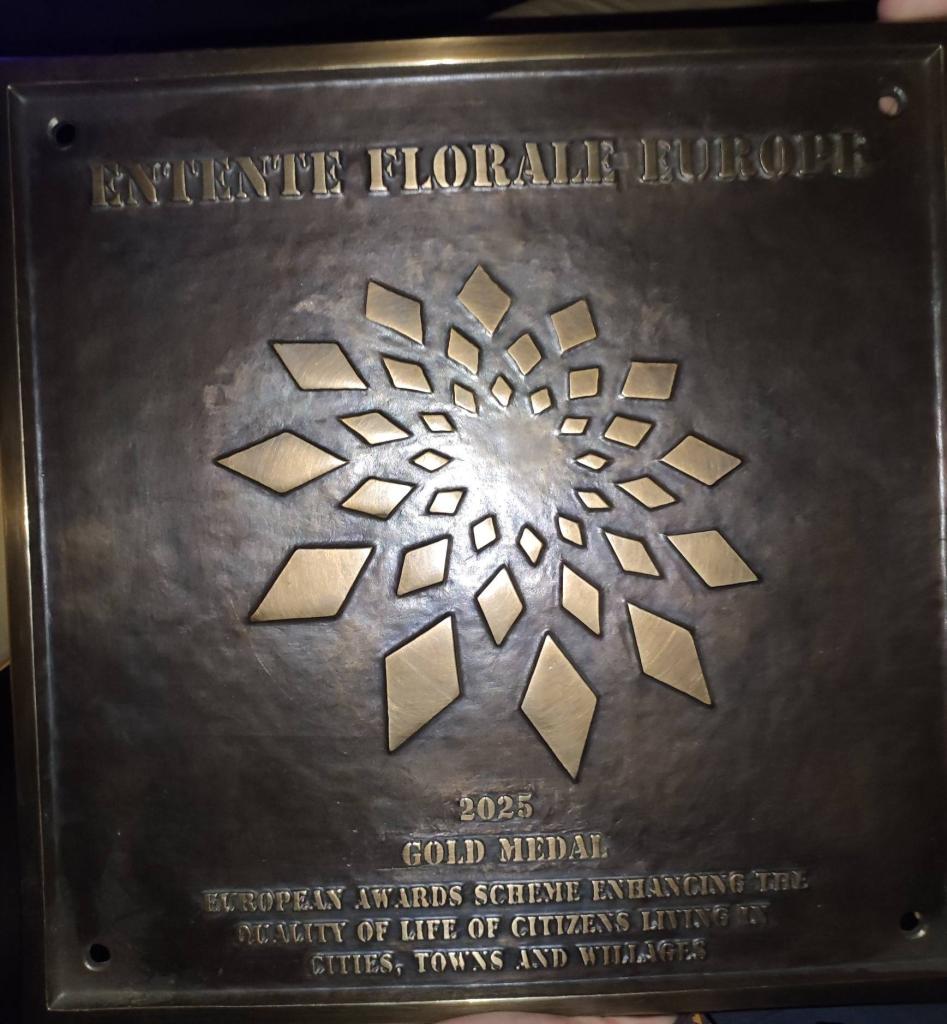 ENTENTE FLORALE EUROPE
2025
GOLD MEDAL
EUROPEAN AWARDS SCHEME ENHANCING THE
QUALITY OF LIFE OF CITIZENS LIVING IN
CITIES, TOWNS AND WILLAGES